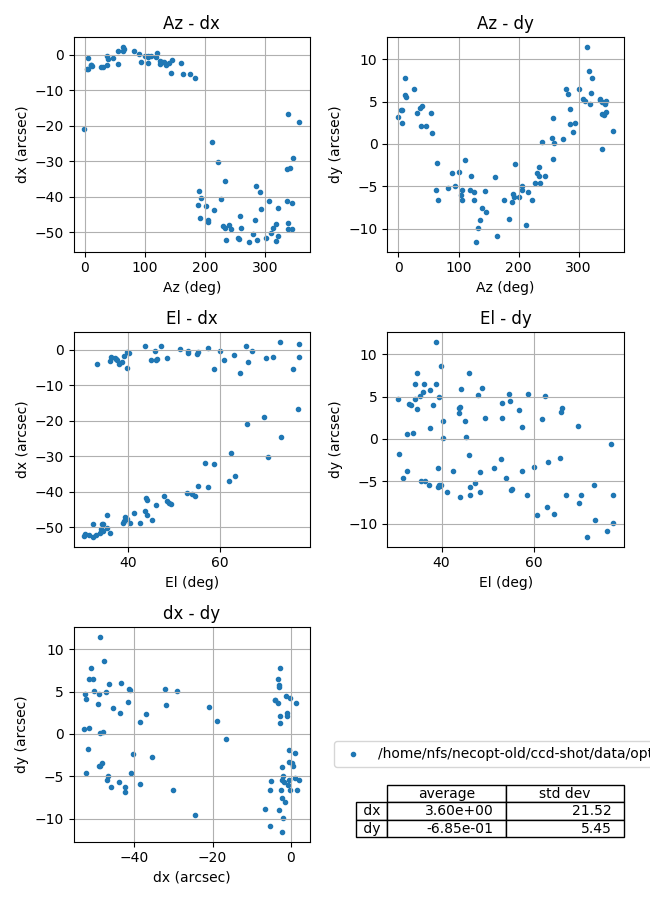 Az - dx
dx (arcsec)
0
−10
−20
−30
−40
−50
0
100
200
300
Az (deg)
Az - dy
dy (arcsec)
10
5
0
−5
−10
0
100
200
300
Az (deg)
El - dx
dx (arcsec)
0
−10
−20
−30
−40
−50
40
60
El (deg)
El - dy
dy (arcsec)
10
5
0
−5
−10
40
60
El (deg)
dx - dy
dy (arcsec)
10
5
0
−5
−10
−40
−20
0
dx (arcsec)
/home/nfs/necopt-old/ccd-shot/data/opt
average std dev
dx 3.60e+00 21.52
dy -6.85e-01 5.45